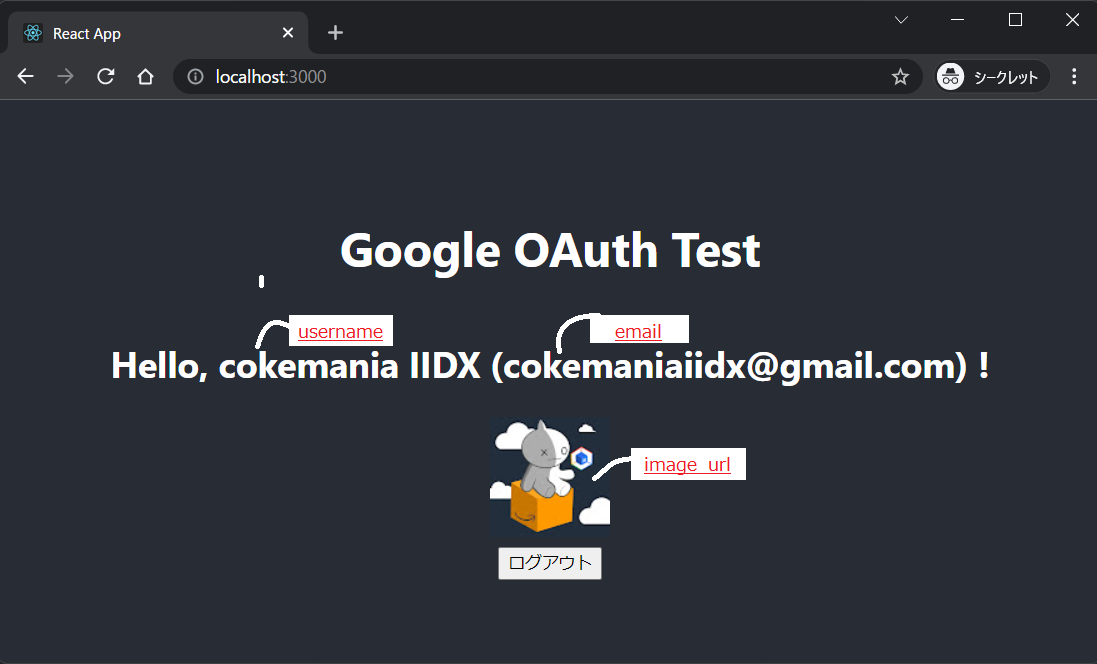 React App
localhost:3000
シークレット
Google OAuth Test
username
email
Hello, cokemania IIDX (cokemaniaiidx@gmail.com) !
image_url
ログアウト